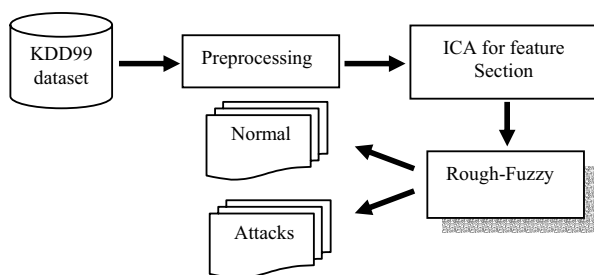 KDD99
dataset
Preprocessing
ICA for feature
Section
Normal
Rough-Fuzzy
Attacks